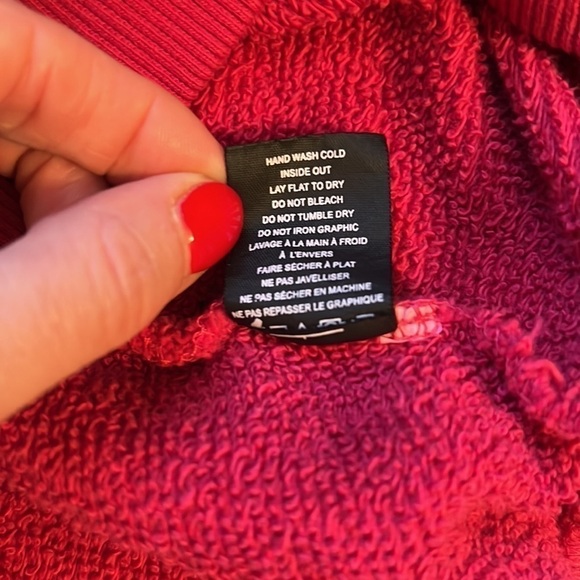 HAND WASH COLD
INSIDE OUT
LAY FLAT TO DRY
DO NOT BLEACH
DO NOT TUMBLE DRY
DO NOT IRON GRAPHIC
LAVAGE À LA MAIN À FROID
À L'ENVERS
FAIRE SÉCHER À PLAT
NE PAS JAVELLISER
NE PAS SÉCHER EN MACHINE
NE PAS REPASSER LE GRAPHIQUE